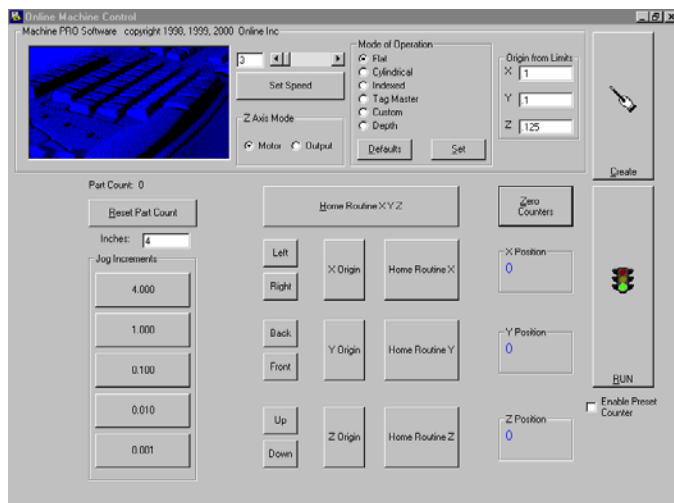 Online Machine Control
Machine PRO Software copyright 1998, 1999, 2000 Online Inc
3
Set Speed
Z Axis Mode
Motor
Output
Mode of Operation
Flat
Cylindrical
Indexed
Tag Master
Custom
Depth
Defaults
Set
Origin from Limits
X .1
Y .1
Z .125
Create
Part Count: 0
Reset Part Count
Inches: 4
Jog Increments
4.000
1.000
0.100
0.010
0.001
Home Routine X Y Z
Zero
Counters
Left
Right
X Origin
Home Routine X
X Position
0
Back
Front
Y Origin
Home Routine Y
Y Position
0
Up
Down
Z Origin
Home Routine Z
Z Position
0
RUN
Enable Preset
Counter